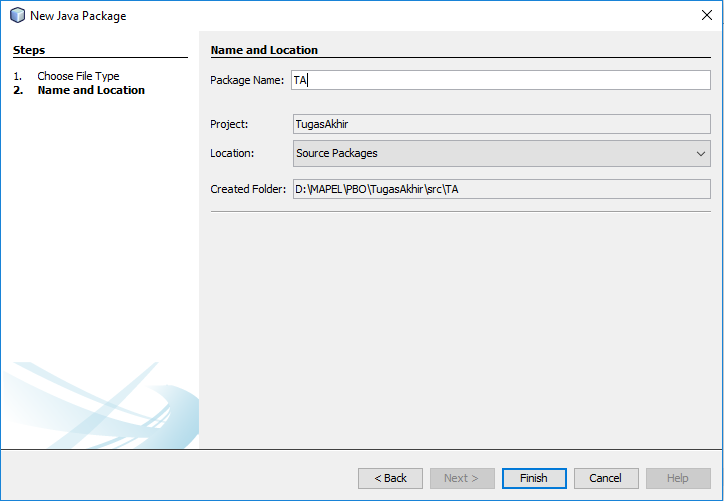 New Java Package
Steps
1. Choose File Type
2. Name and Location
Name and Location
Package Name: TA
Project: TugasAkhir
Location: Source Packages
Created Folder: D:\MAPEL\PBO\TugasAkhir\src\TA
< Back Next > Finish Cancel Help